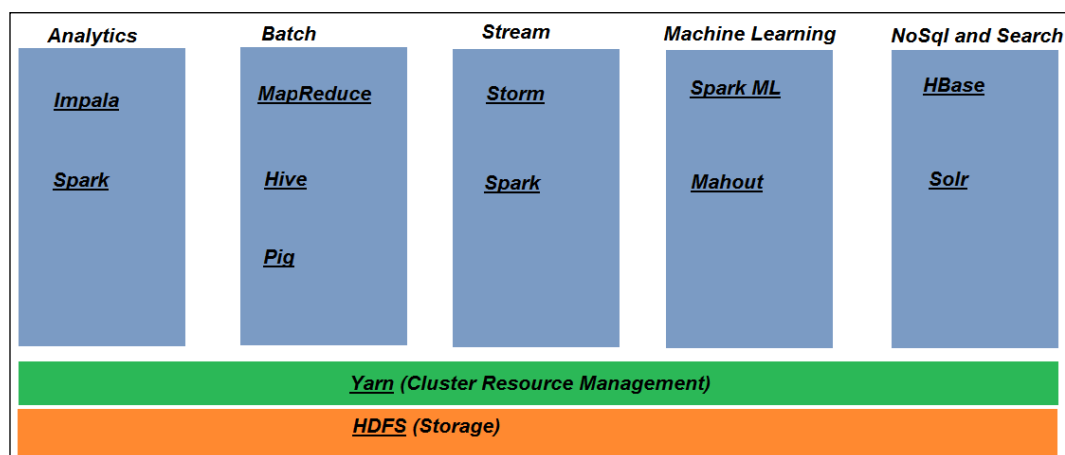 Analytics
Batch
Stream
Machine Learning
NoSql and Search
Impala
MapReduce
Storm
Spark ML
HBase
Spark
Hive
Spark
Mahout
Solr
Pig
Yarn (Cluster Resource Management)
HDFS (Storage)